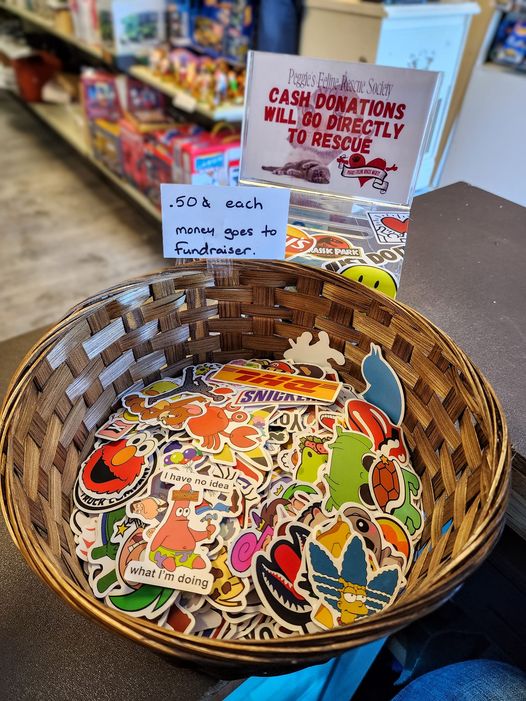 Peggie's Feline Rescue Society
CASH DONATIONS
WILL GO DIRECTLY
TO RESCUE
.50¢ each
money goes to
fundraiser.
JURASSIC PARK
DHL
SNICKERS
I have no idea
what I'm doing